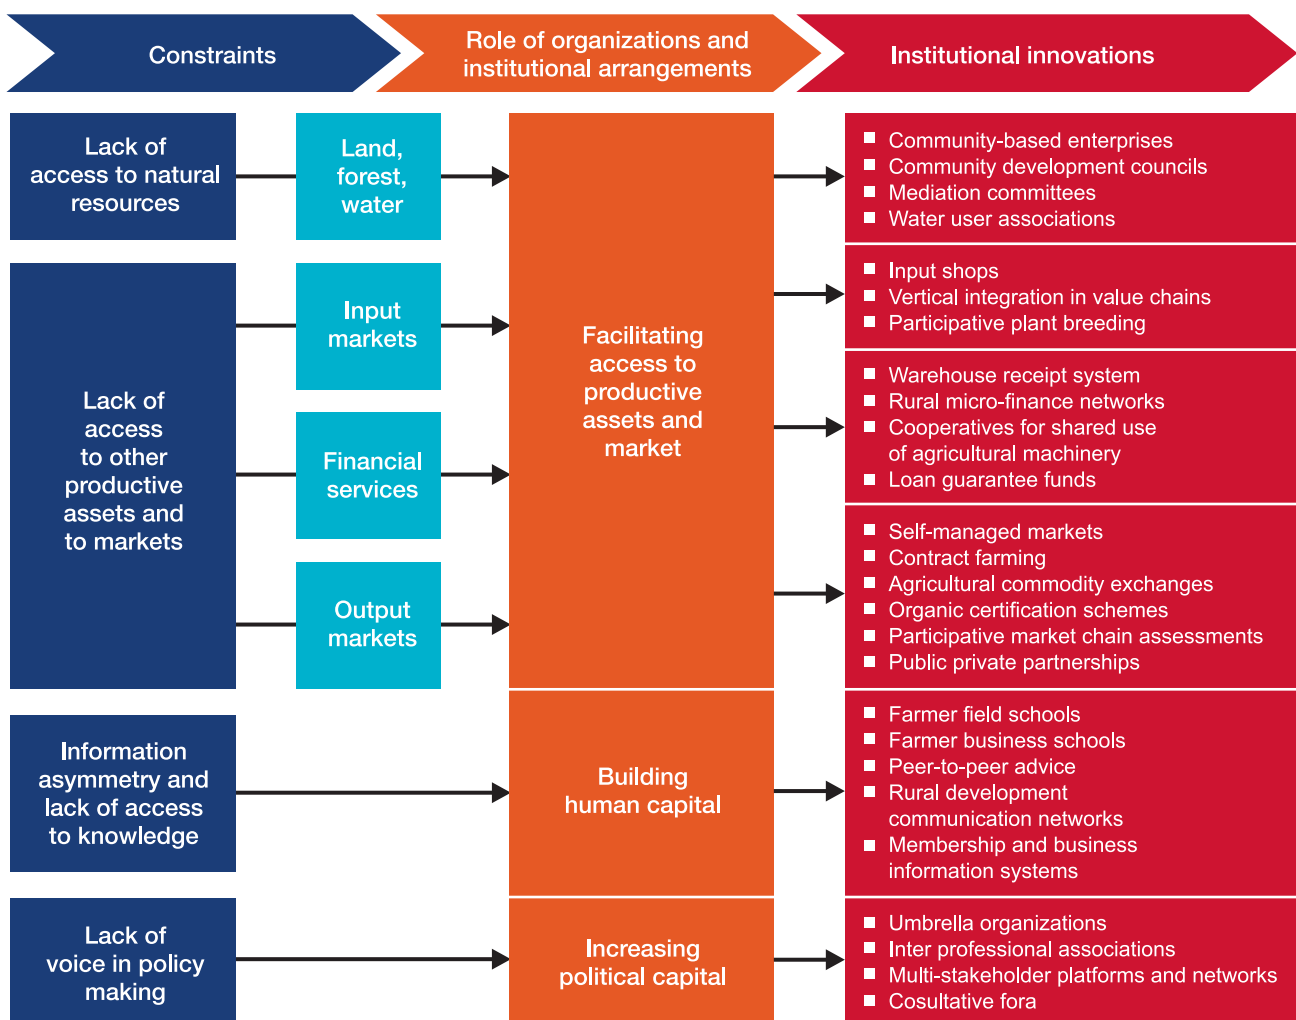 Constraints
Role of organizations and
institutional arrangements
Institutional innovations
Lack of
access to natural
resources
Land,
forest,
water
Community-based enterprises
Community development councils
Mediation committees
Water user associations
Lack of
access
to other
productive
assets and
to markets
Input
markets
Financial
services
Output
markets
Facilitating
access to
productive
assets and
market
Input shops
Vertical integration in value chains
Participative plant breeding
Warehouse receipt system
Rural micro-finance networks
Cooperatives for shared use
of agricultural machinery
Loan guarantee funds
Self-managed markets
Contract farming
Agricultural commodity exchanges
Organic certification schemes
Participative market chain assessments
Public private partnerships
Information
asymmetry and
lack of access
to knowledge
Building
human capital
Farmer field schools
Farmer business schools
Peer-to-peer advice
Rural development
communication networks
Membership and business
information systems
Lack of
voice in policy
making
Increasing
political capital
Umbrella organizations
Inter professional associations
Multi-stakeholder platforms and networks
Cosultative fora